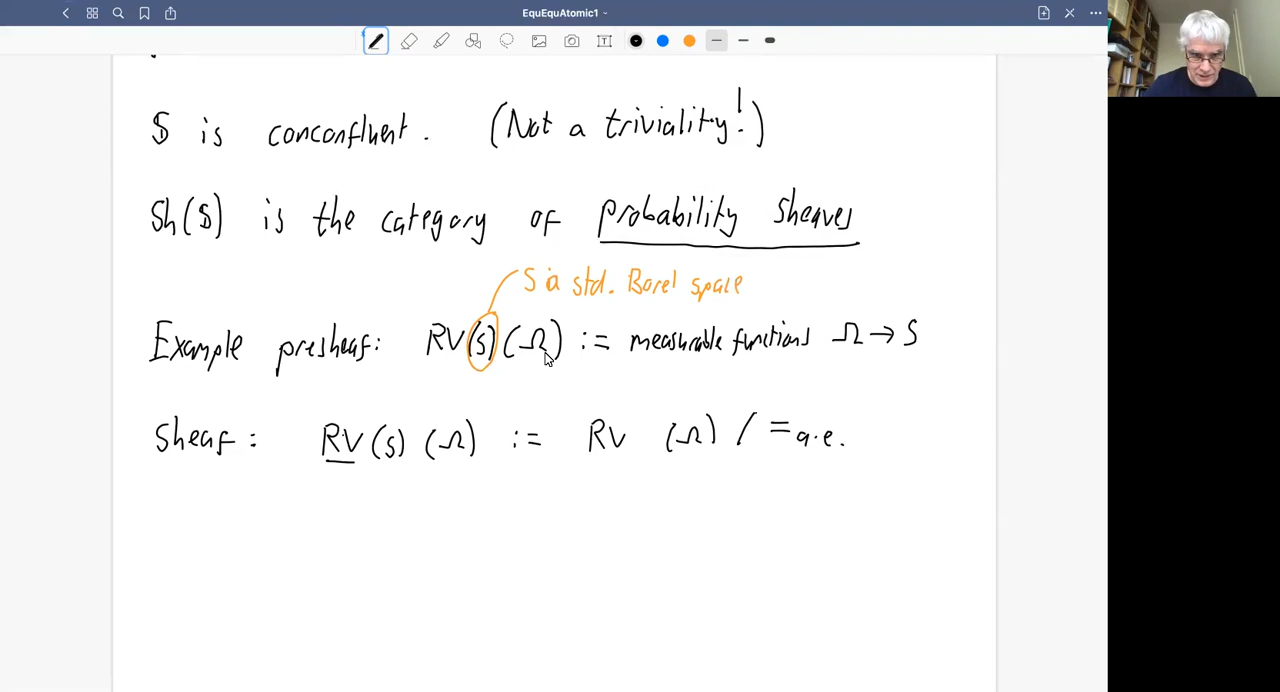 EquEquAtomic1
𝕊 is conconfluent. (Not a triviality!)
Sh(𝕊) is the category of probability sheaves
S a std. Borel space
Example presheaf: RV(S)(Ω) := measurable functions Ω → S
Sheaf: RV(S)(Ω) := RV (Ω) / =a.e.